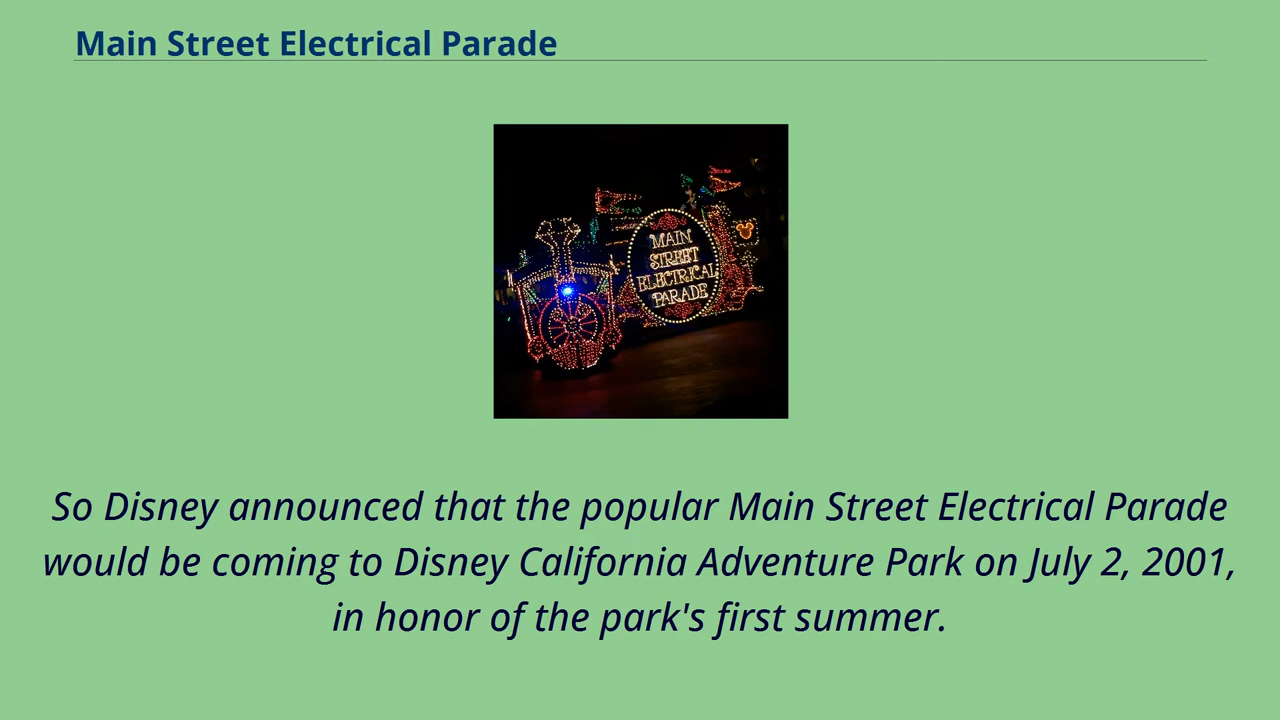 Main Street Electrical Parade
MAIN
STREET
ELECTRICAL
PARADE
So Disney announced that the popular Main Street Electrical Parade
would be coming to Disney California Adventure Park on July 2, 2001,
in honor of the park's first summer.